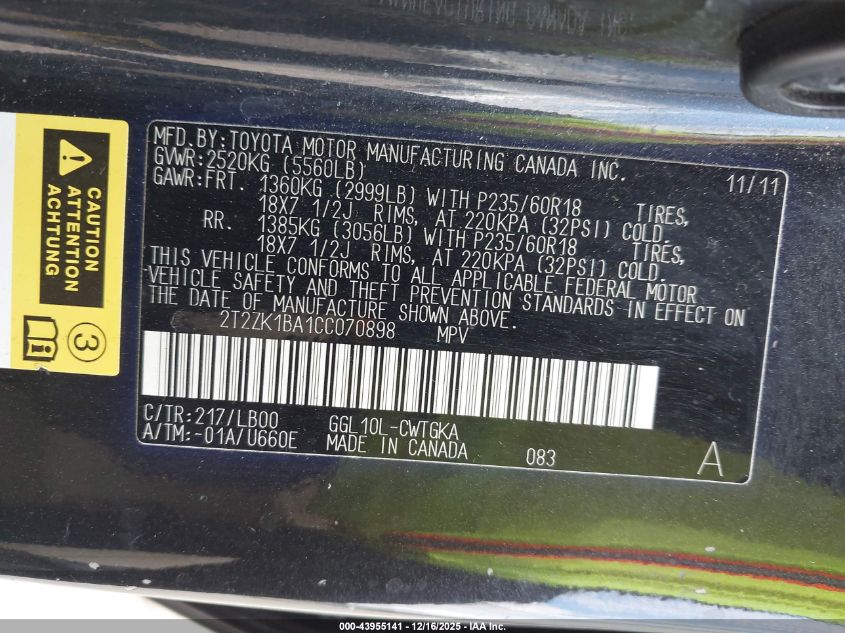 MFD. BY: TOYOTA MOTOR MANUFACTURING CANADA INC.
GVWR: 2520KG (5560LB) 11/11
GAWR: FRT. 1360KG (2999LB) WITH P235/60R18 TIRES,
18X7 1/2J RIMS, AT 220KPA (32PSI) COLD.
RR. 1385KG (3056LB) WITH P235/60R18 TIRES,
18X7 1/2J RIMS, AT 220KPA (32PSI) COLD.
THIS VEHICLE CONFORMS TO ALL APPLICABLE FEDERAL MOTOR
VEHICLE SAFETY AND THEFT PREVENTION STANDARDS IN EFFECT ON
THE DATE OF MANUFACTURE SHOWN ABOVE.
2T2ZK1BA1CC070898 MPV
C/TR: 217/LB00 GGL10L-CWTGKA
A/TM: -01A/U660E MADE IN CANADA 083 A
CAUTION
ATTENTION
ACHTUNG
3
000-43955141 - 12/16/2025 - IAA Inc.